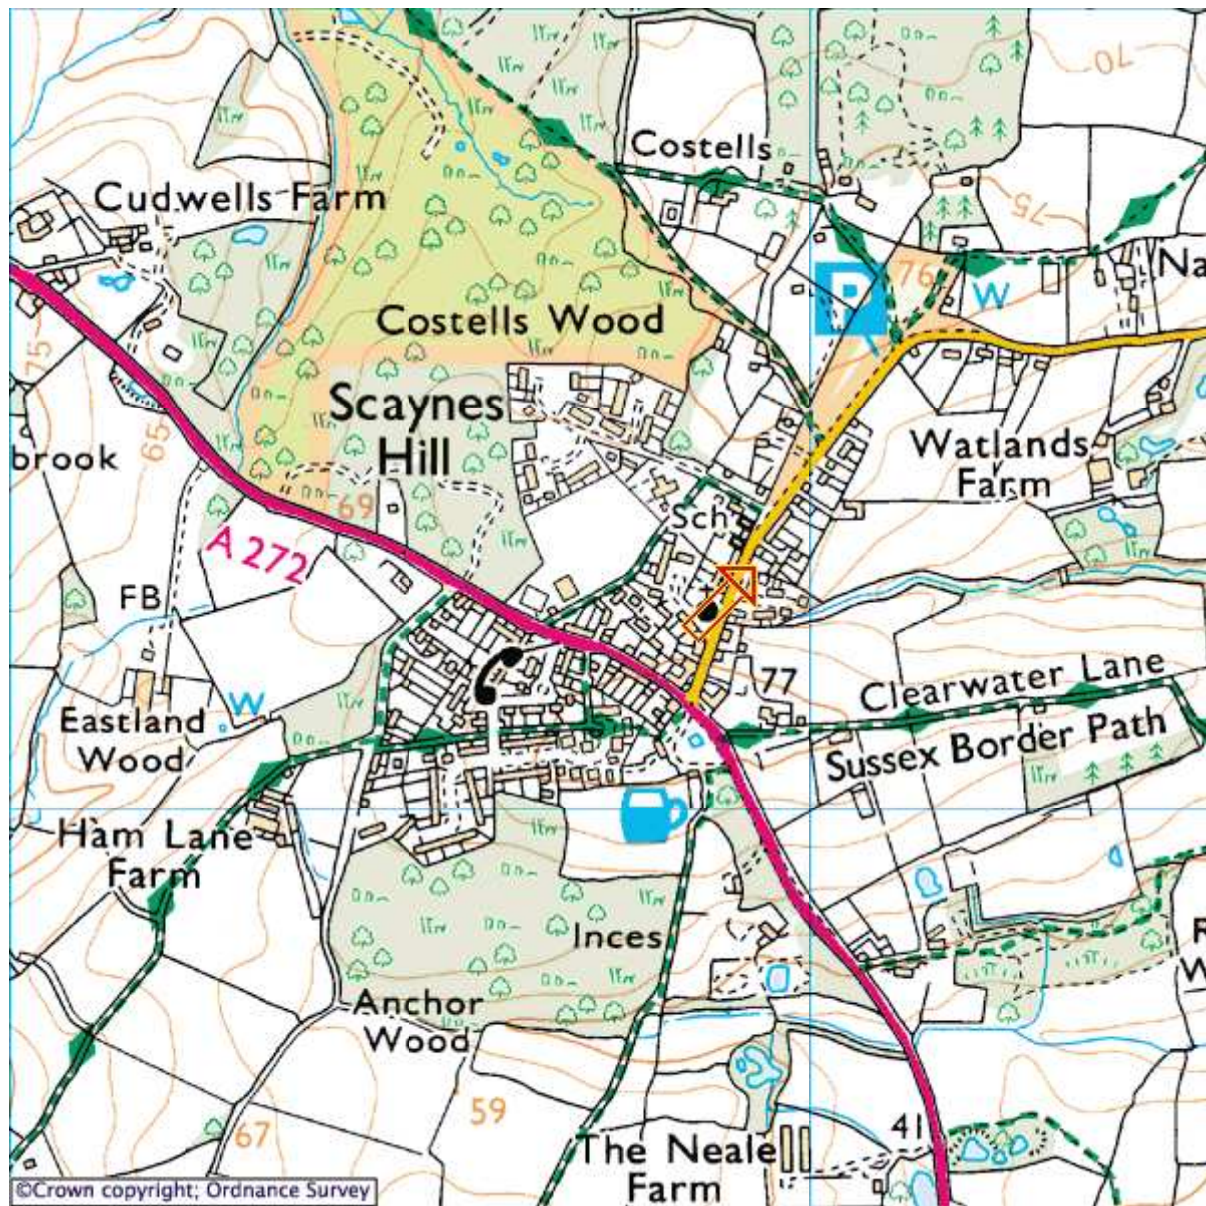 70
Costells
Cudwells Farm
75
76
P
W
Na
Costells Wood
75
Scaynes
Hill
brook
65
Watlands
Farm
69
Sch
A 272
FB
77
Clearwater Lane
W
Eastland
Wood
Sussex Border Path
Ham Lane
Farm
Inces
R
W
Anchor
Wood
59
67
The Neale
Farm
41
©Crown copyright; Ordnance Survey